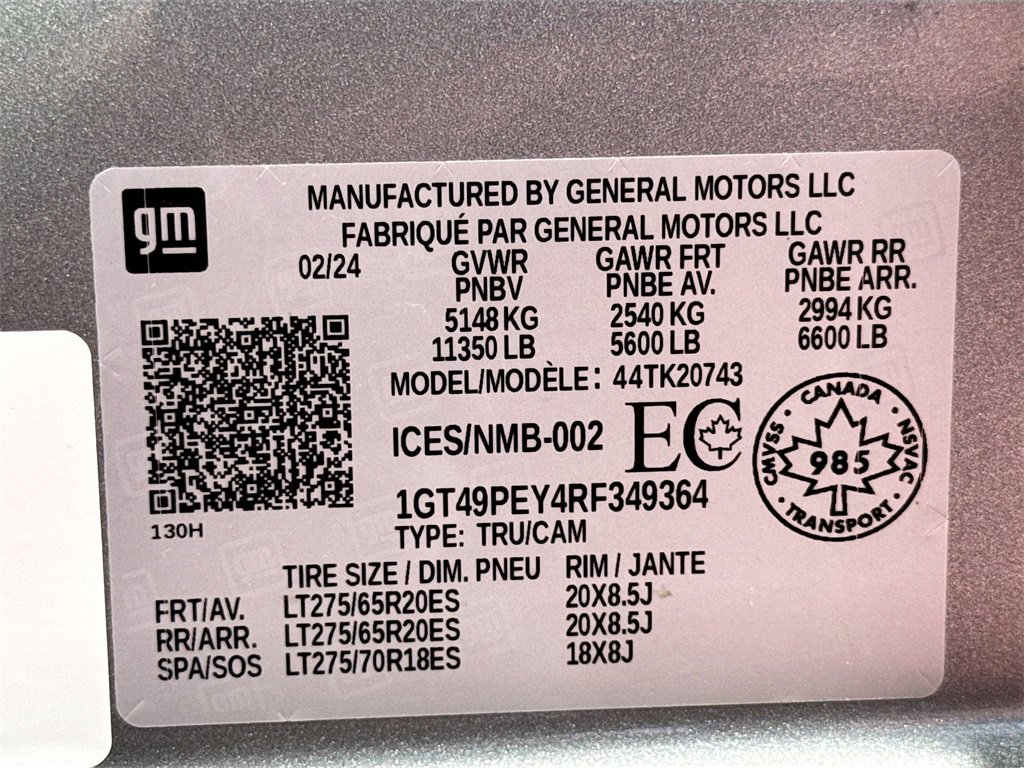 gm
MANUFACTURED BY GENERAL MOTORS LLC
FABRIQUÉ PAR GENERAL MOTORS LLC
02/24 GVWR GAWR FRT GAWR RR
PNBV PNBE AV. PNBE ARR.
5148 KG 2540 KG 2994 KG
11350 LB 5600 LB 6600 LB
MODEL/MODÈLE: 44TK20743
ICES/NMB-002 EC
CANADA
CMVSS 985 NSVAC
TRANSPORT
1GT49PEY4RF349364
130H
TYPE: TRU/CAM
TIRE SIZE / DIM. PNEU RIM / JANTE
FRT/AV. LT275/65R20ES 20X8.5J
RR/ARR. LT275/65R20ES 20X8.5J
SPA/SOS LT275/70R18ES 18X8J